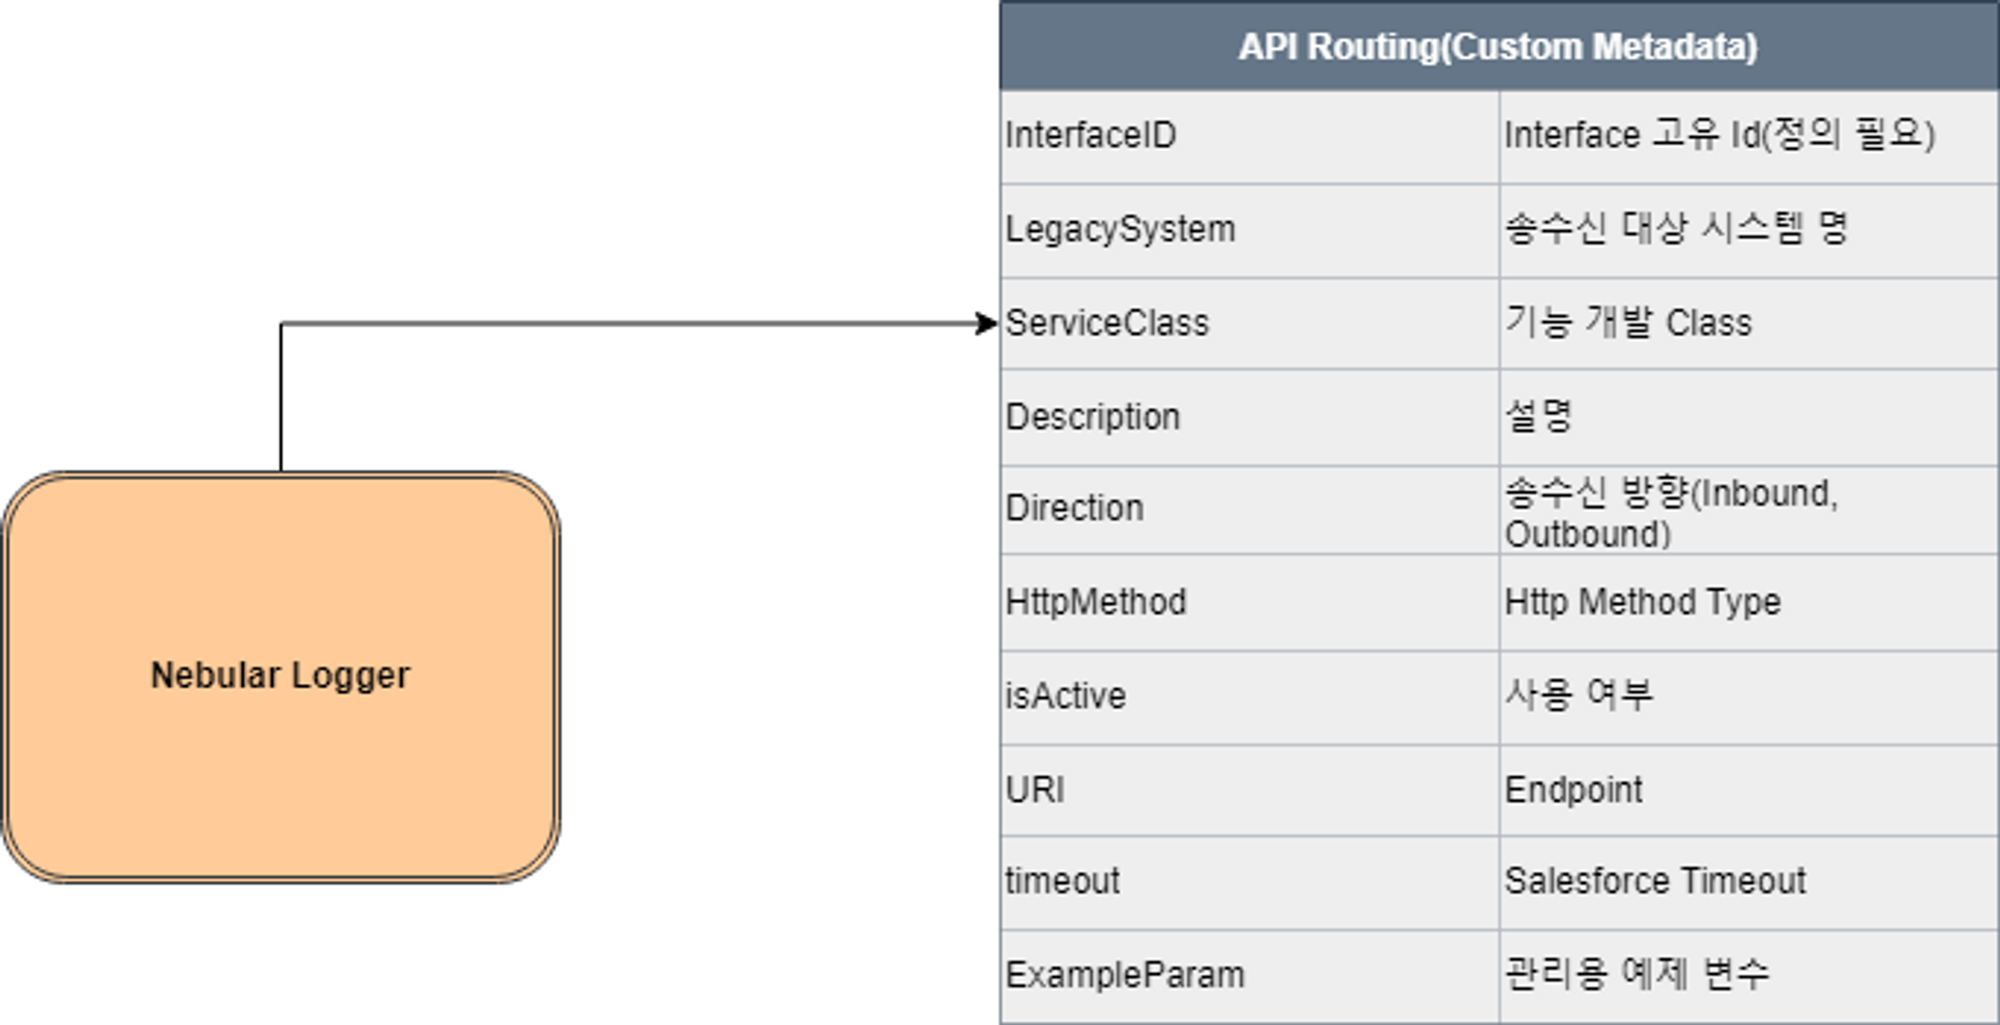 API Routing(Custom Metadada)
InterfaceID
Interface 고유 Id(정의 필요)
LegacySystem
송수신 대상 시스템 명
ServiceClass
기능 개발 Class
Description
설명
Direction
송수신 방향(Inbound,
Outbound)
HttpMethod
Http Method Type
isActive
사용 여부
URI
Endpoint
timeout
Salesforce Timeout
ExampleParam
관리용 예제 변수
Nebular Logger